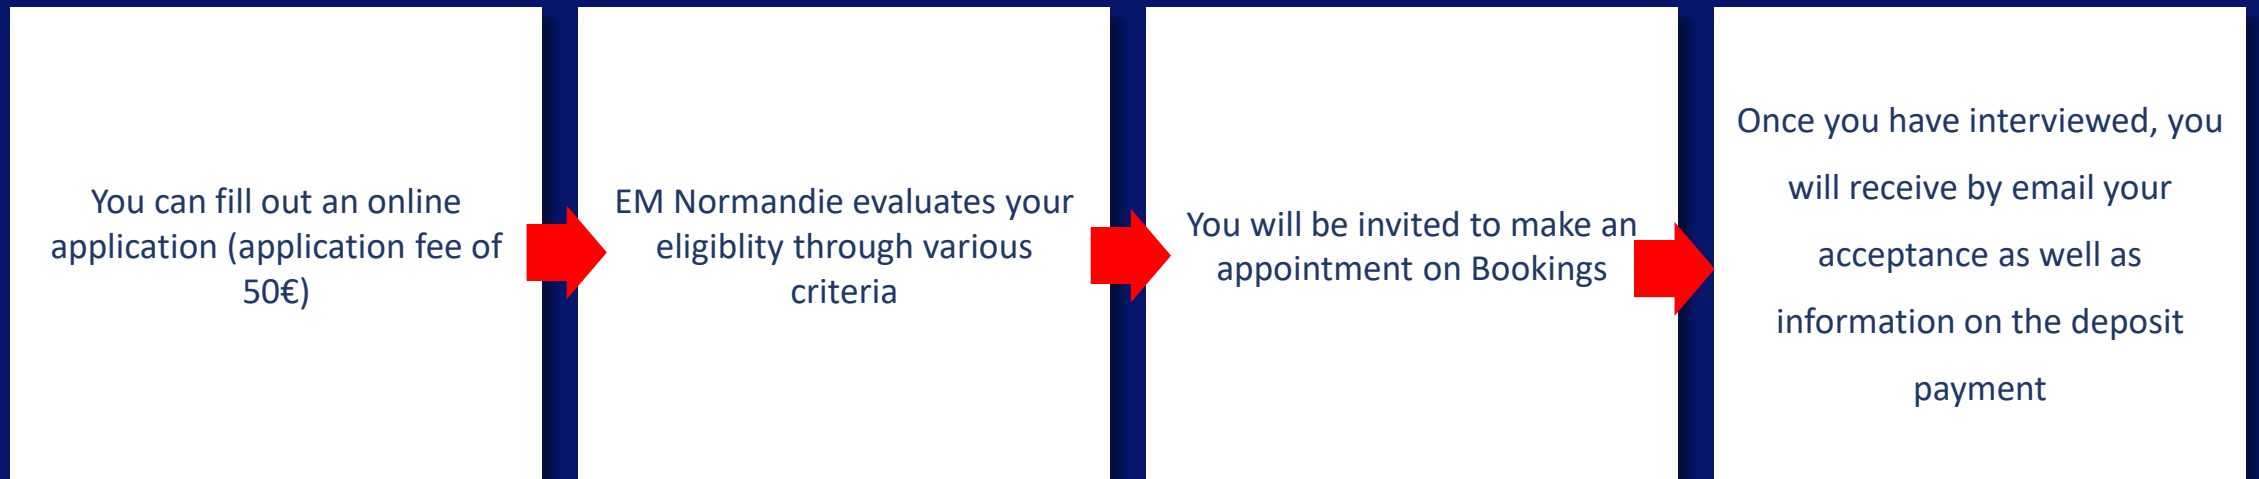 You can fill out an online
application (application fee of
50€)
EM Normandie evaluates your
eligiblity through various
criteria
You will be invited to make an
appointment on Bookings
Once you have interviewed, you
will receive by email your
acceptance as well as
information on the deposit
payment